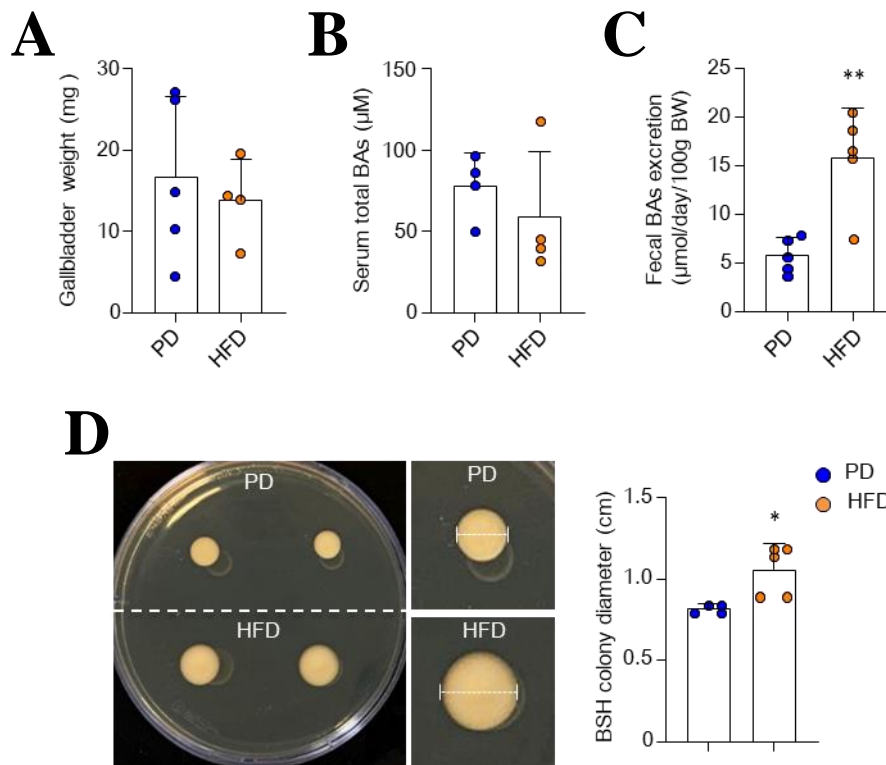 A
Gallbladder weight (mg )
30
20
10
0
PD
HFD
B
Serum total BAs (μM)
150
100
50
0
PD
HFD
C
Fecal BAs excretion
(μmol/day/100g BW)
25
20
15
10
5
0
**
PD
HFD
D
PD
HFD
PD
HFD
BSH colony diameter (cm)
1.5
1.0
0.5
0
*
PD
HFD